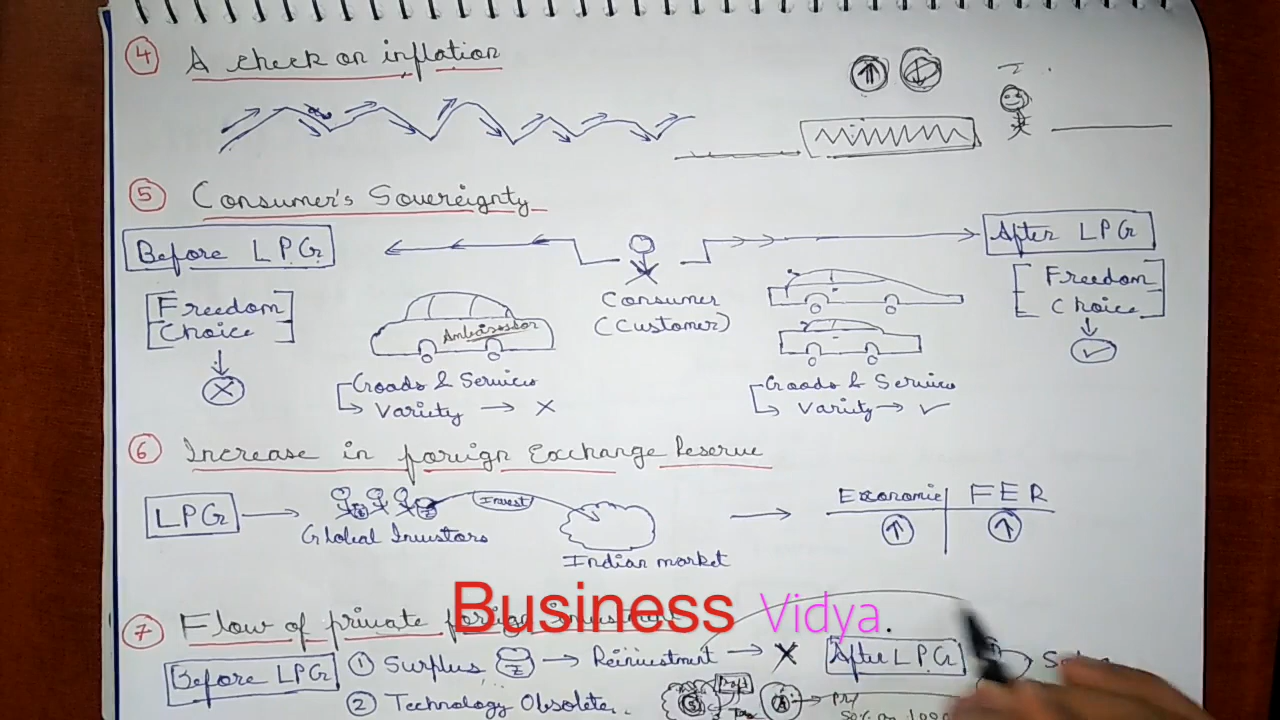 4 A check on inflation
5 Consumer's Sovereignty
Before LPG
After LPG
Freedom
Choice
Ambassador
Consumer
(Customer)
Freedom
Choice
Goods & Services
Variety → X
Goods & Services
Variety → ✓
6 Increase in foreign Exchange Reserve
LPG
Invest
Global Investors
Indian market
Economic FER
7 Flow of private foreign
Business Vidya.
Before LPG
1 Surplus → Reinvestment → X
After LPG
2 Technology Obsolete